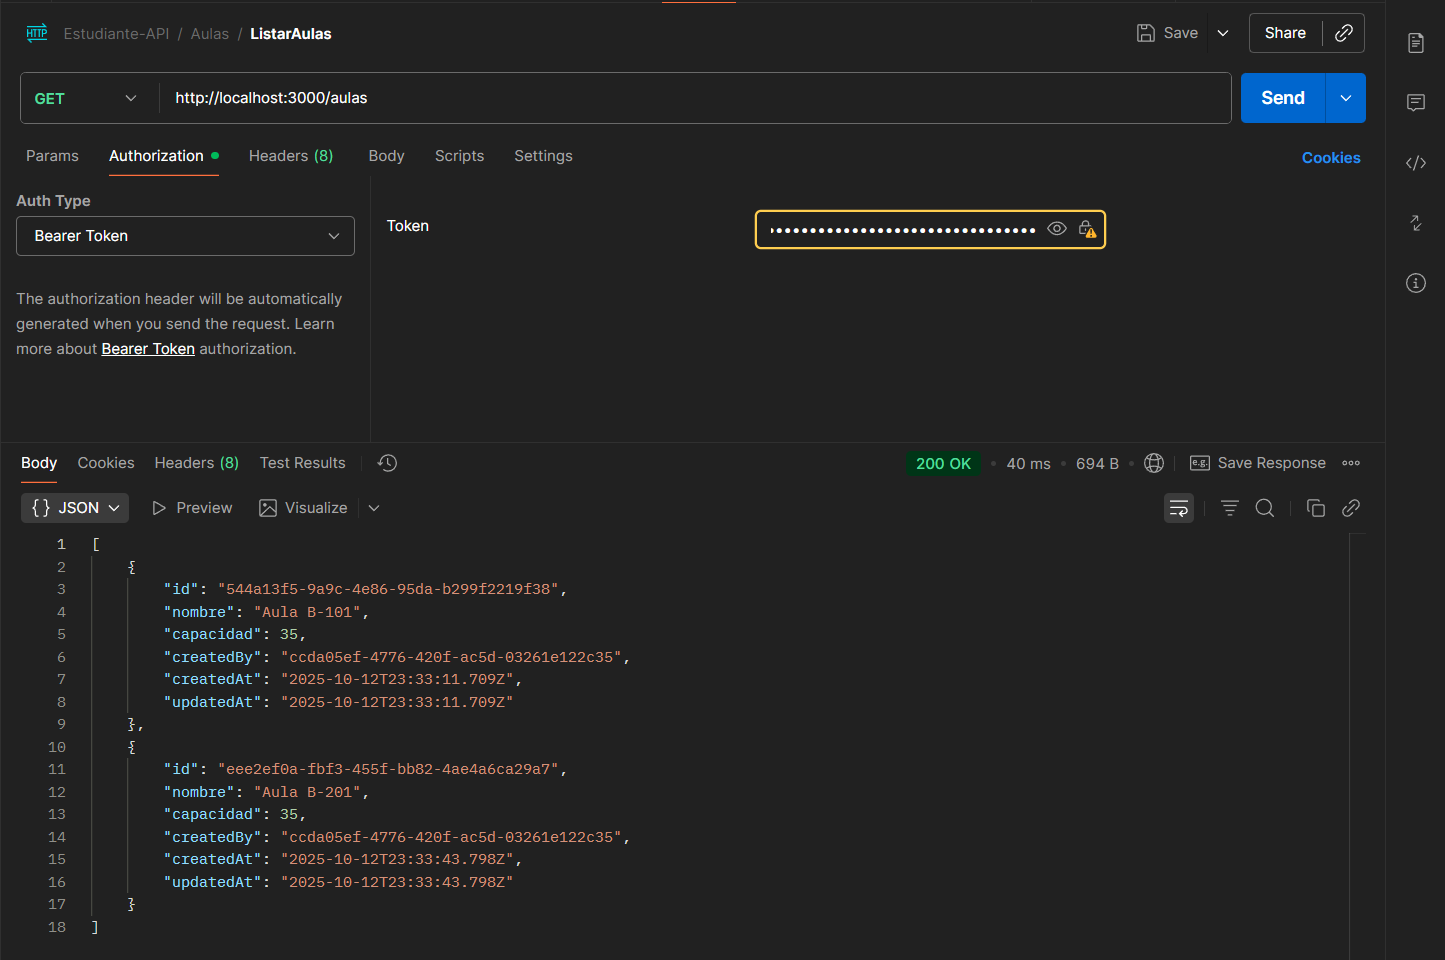 HTTP Estudiante-API / Aulas / ListarAulas Save Share
GET http://localhost:3000/aulas Send
Params Authorization Headers (8) Body Scripts Settings Cookies
Auth Type
Bearer Token
Token
The authorization header will be automatically
generated when you send the request. Learn
more about Bearer Token authorization.
Body Cookies Headers (8) Test Results 200 OK • 40 ms • 694 B • e.g. Save Response
{} JSON Preview Visualize
1 [
2 {
3 "id": "544a13f5-9a9c-4e86-95da-b299f2219f38",
4 "nombre": "Aula B-101",
5 "capacidad": 35,
6 "createdBy": "ccda05ef-4776-420f-ac5d-03261e122c35",
7 "createdAt": "2025-10-12T23:33:11.709Z",
8 "updatedAt": "2025-10-12T23:33:11.709Z"
9 },
10 {
11 "id": "eee2ef0a-fbf3-455f-bb82-4ae4a6ca29a7",
12 "nombre": "Aula B-201",
13 "capacidad": 35,
14 "createdBy": "ccda05ef-4776-420f-ac5d-03261e122c35",
15 "createdAt": "2025-10-12T23:33:43.798Z",
16 "updatedAt": "2025-10-12T23:33:43.798Z"
17 }
18 ]